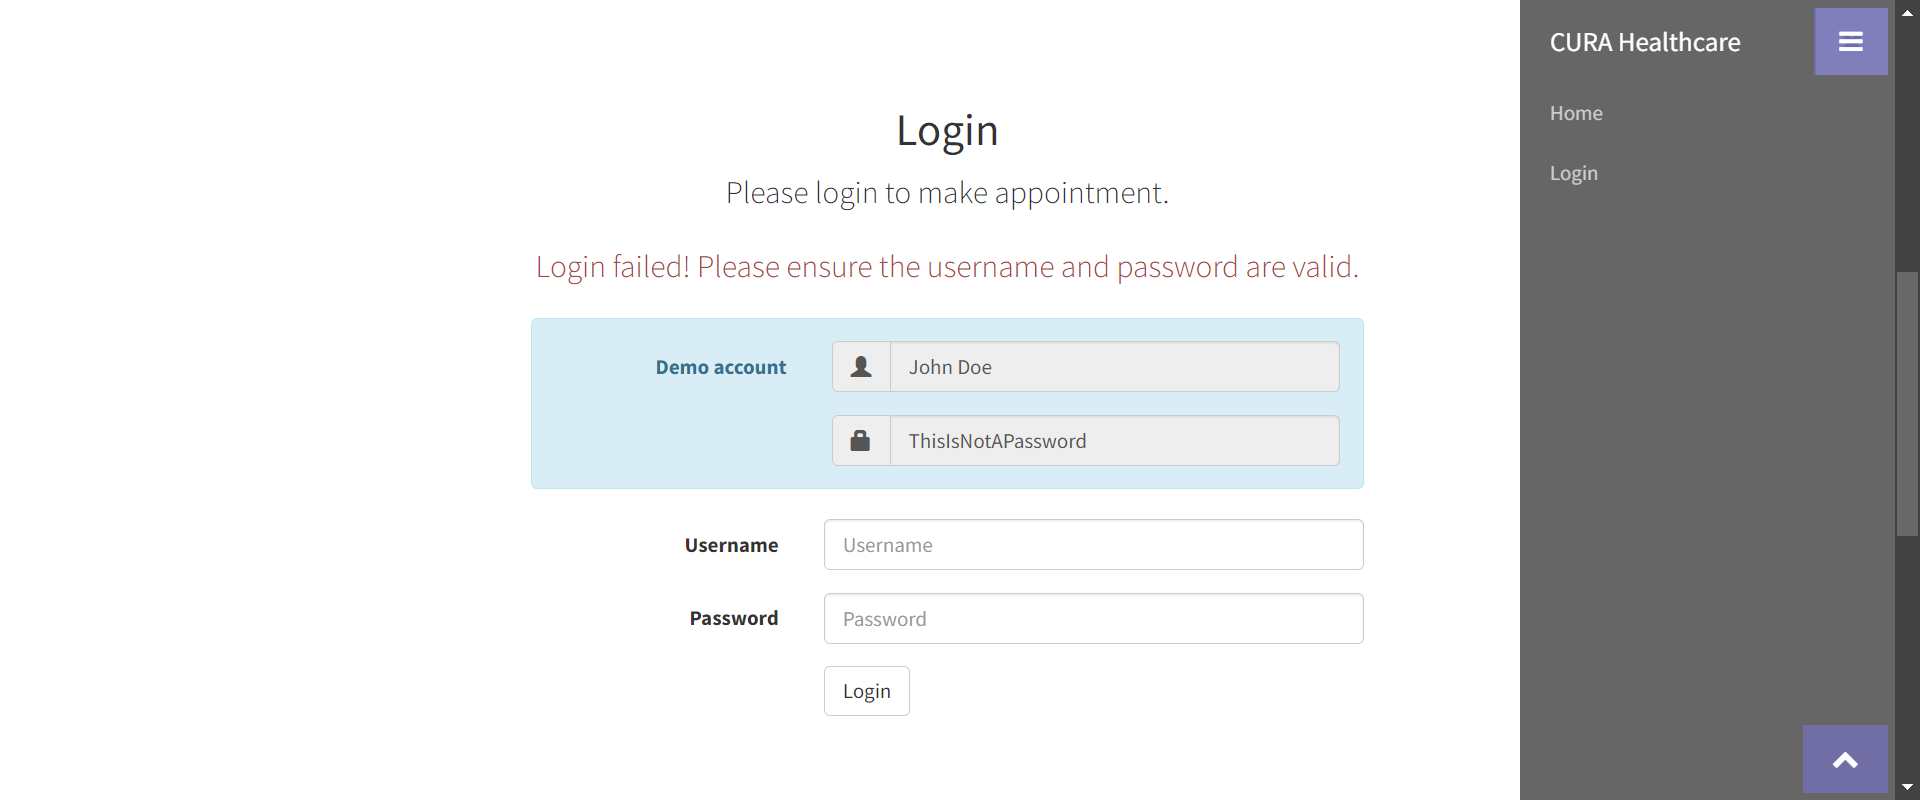 Login
Please login to make appointment.
Login failed! Please ensure the username and password are valid.
Demo account
John Doe
ThisIsNotAPassword
Username
Username
Password
Password
Login
CURA Healthcare
Home
Login